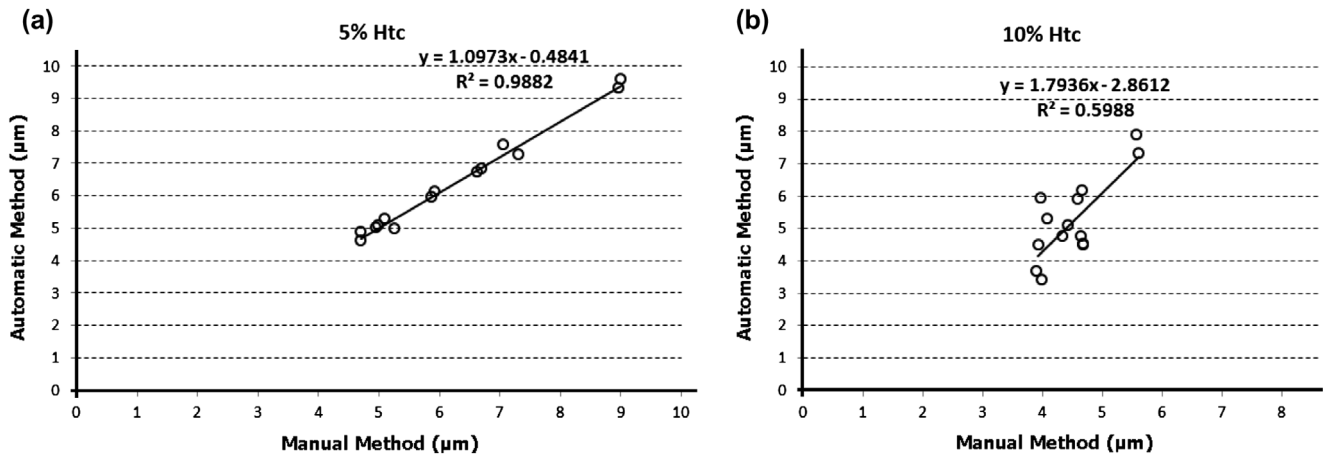 (a)
5% Htc
y = 1.0973x - 0.4841
R² = 0.9882
Automatic Method (µm)
10
9
8
7
6
5
4
3
2
1
0
0 1 2 3 4 5 6 7 8 9 10
Manual Method (µm)
(b)
10% Htc
y = 1.7936x - 2.8612
R² = 0.5988
Automatic Method (µm)
10
9
8
7
6
5
4
3
2
1
0
0 1 2 3 4 5 6 7 8
Manual Method (µm)